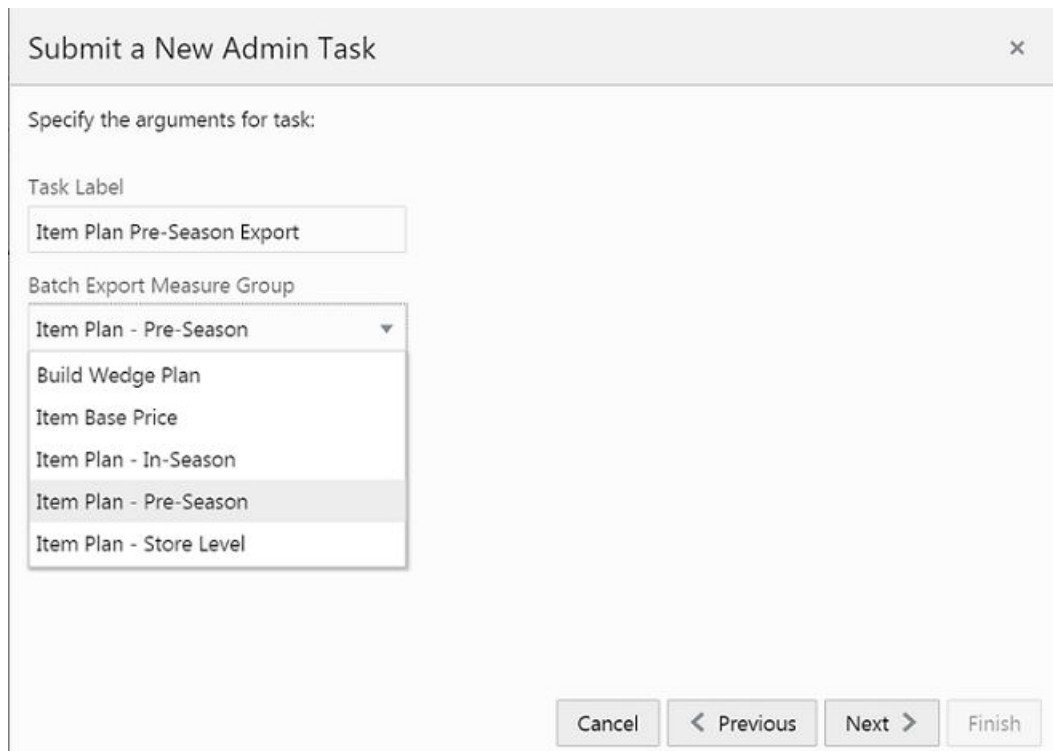 Submit a New Admin Task
Specify the arguments for task:
Task Label
Item Plan Pre-Season Export
Batch Export Measure Group
Item Plan - Pre-Season
Build Wedge Plan
Item Base Price
Item Plan - In-Season
Item Plan - Pre-Season
Item Plan - Store Level
Cancel
Previous
Next
Finish